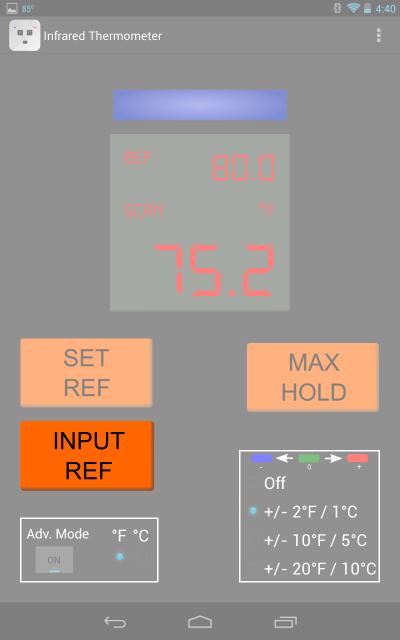 85° 4:40
Infrared Thermometer
REF 80.0
SCAN °F
75.2
SET
REF
MAX
HOLD
INPUT
REF
- 0 +
Off
+/- 2°F / 1°C
+/- 10°F / 5°C
+/- 20°F / 10°C
Adv. Mode °F °C
ON